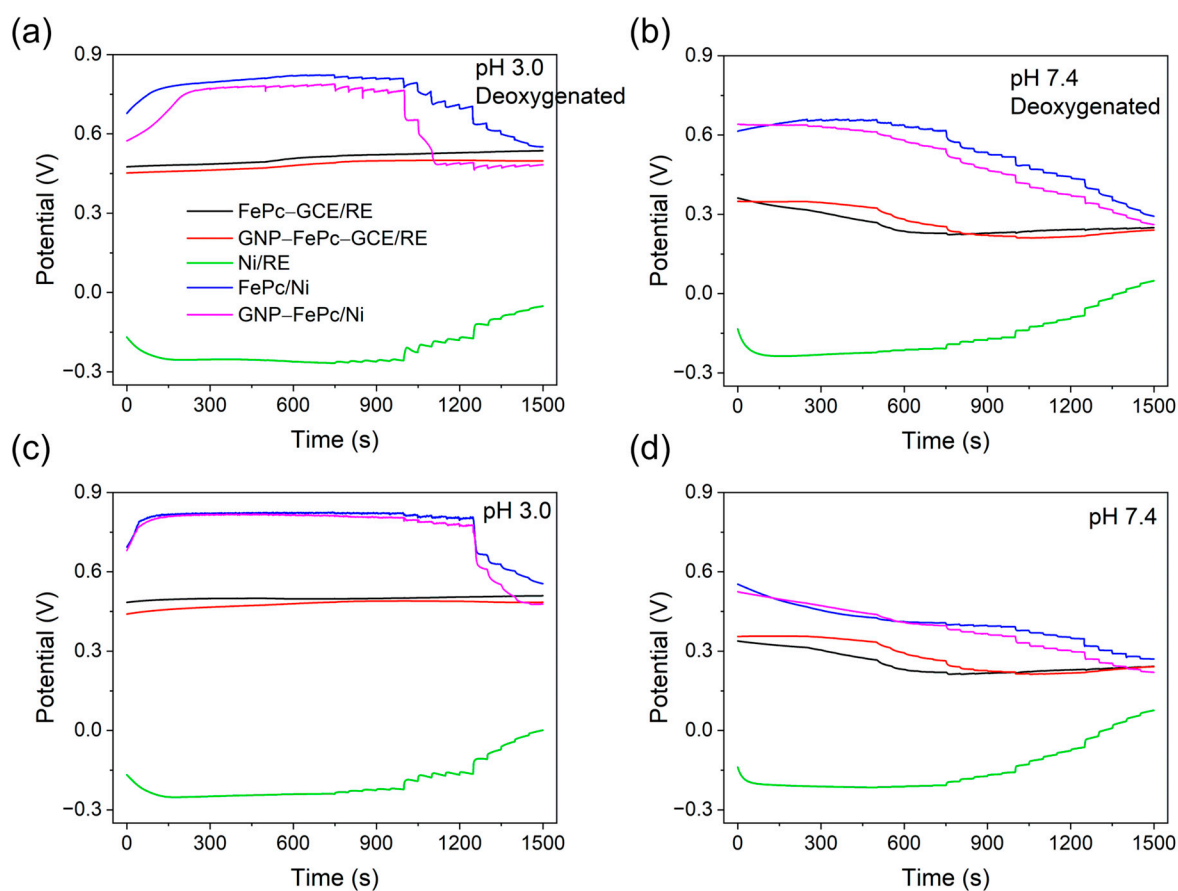 (a)
pH 3.0
Deoxygenated
Potential (V)
0.9
0.6
0.3
0.0
−0.3
FePc–GCE/RE
GNP–FePc–GCE/RE
Ni/RE
FePc/Ni
GNP–FePc/Ni
0 300 600 900 1200 1500
Time (s)
(b)
pH 7.4
Deoxygenated
Potential (V)
0.9
0.6
0.3
0.0
−0.3
0 300 600 900 1200 1500
Time (s)
(c)
pH 3.0
Potential (V)
0.9
0.6
0.3
0.0
−0.3
0 300 600 900 1200 1500
Time (s)
(d)
pH 7.4
Potential (V)
0.9
0.6
0.3
0.0
−0.3
0 300 600 900 1200 1500
Time (s)